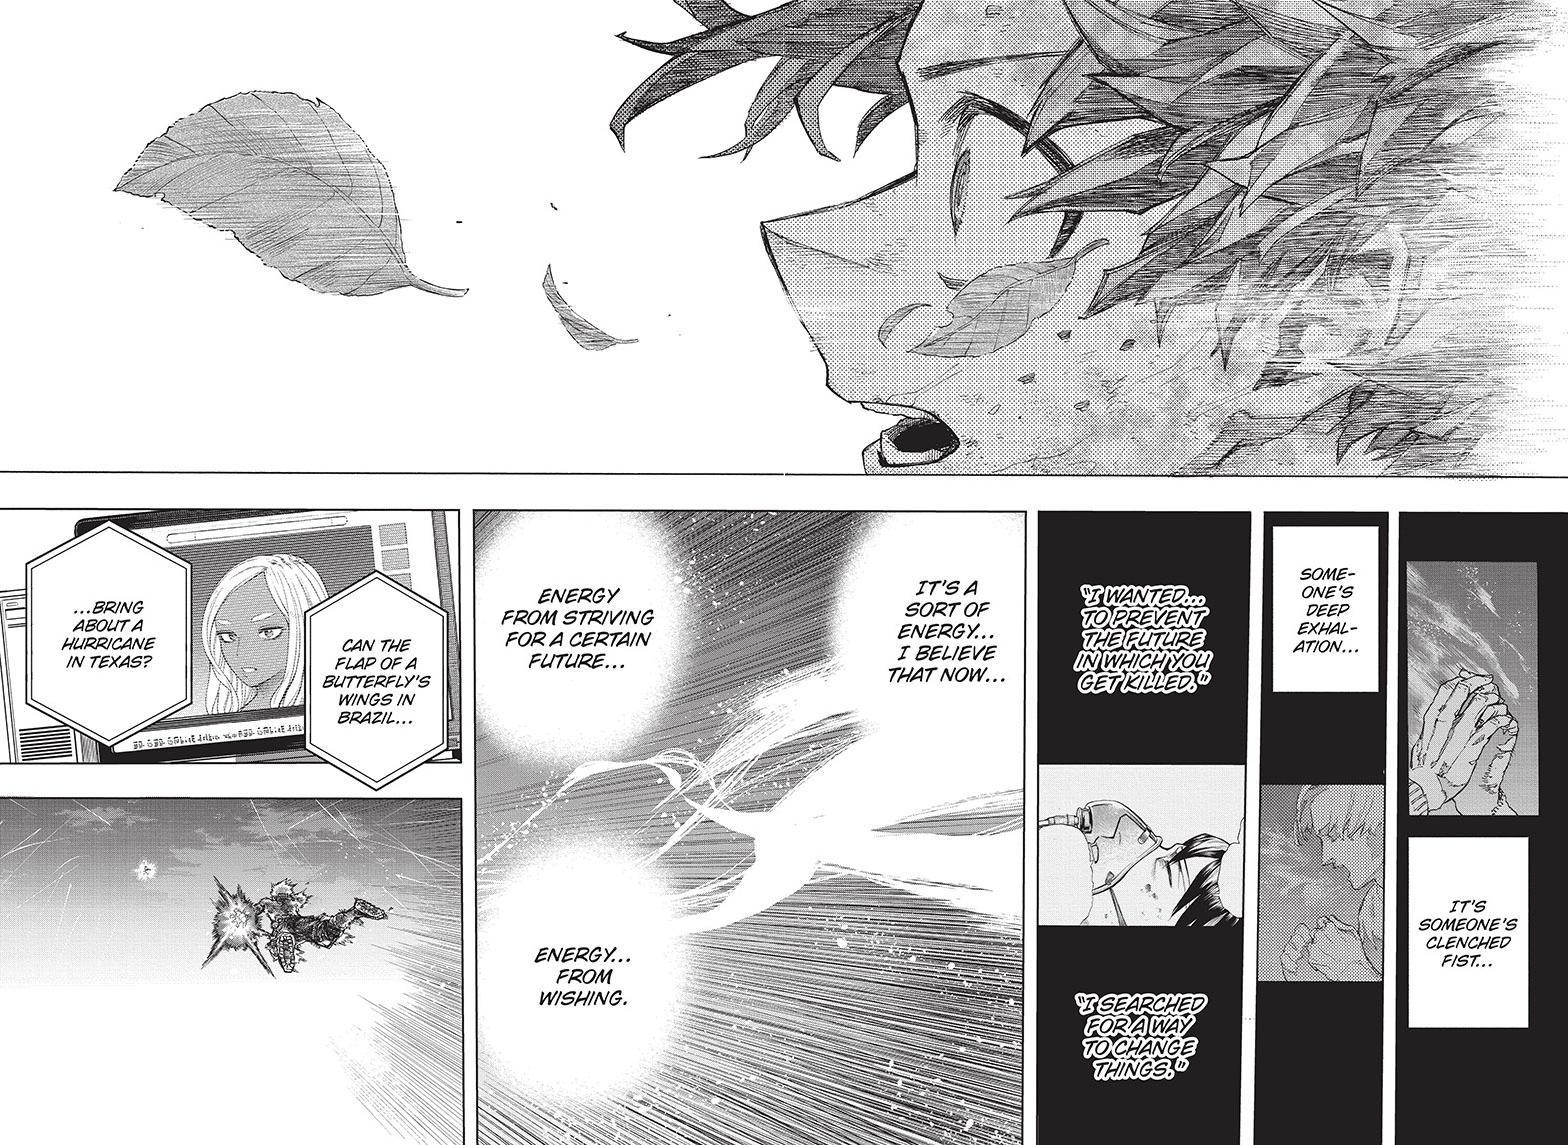 IT'S
SOMEONE'S
CLENCHED
FIST...
SOME-
ONE'S
DEEP
EXHAL-
ATION...
"I WANTED...
TO PREVENT
THE FUTURE
IN WHICH YOU
GET KILLED."
"I SEARCHED
FOR A WAY
TO CHANGE
THINGS."
IT'S A
SORT OF
ENERGY...
I BELIEVE
THAT NOW...
ENERGY
FROM STRIVING
FOR A CERTAIN
FUTURE...
ENERGY...
FROM
WISHING.
CAN THE
FLAP OF A
BUTTERFLY'S
WINGS IN
BRAZIL...
...BRING
ABOUT A
HURRICANE
IN TEXAS?